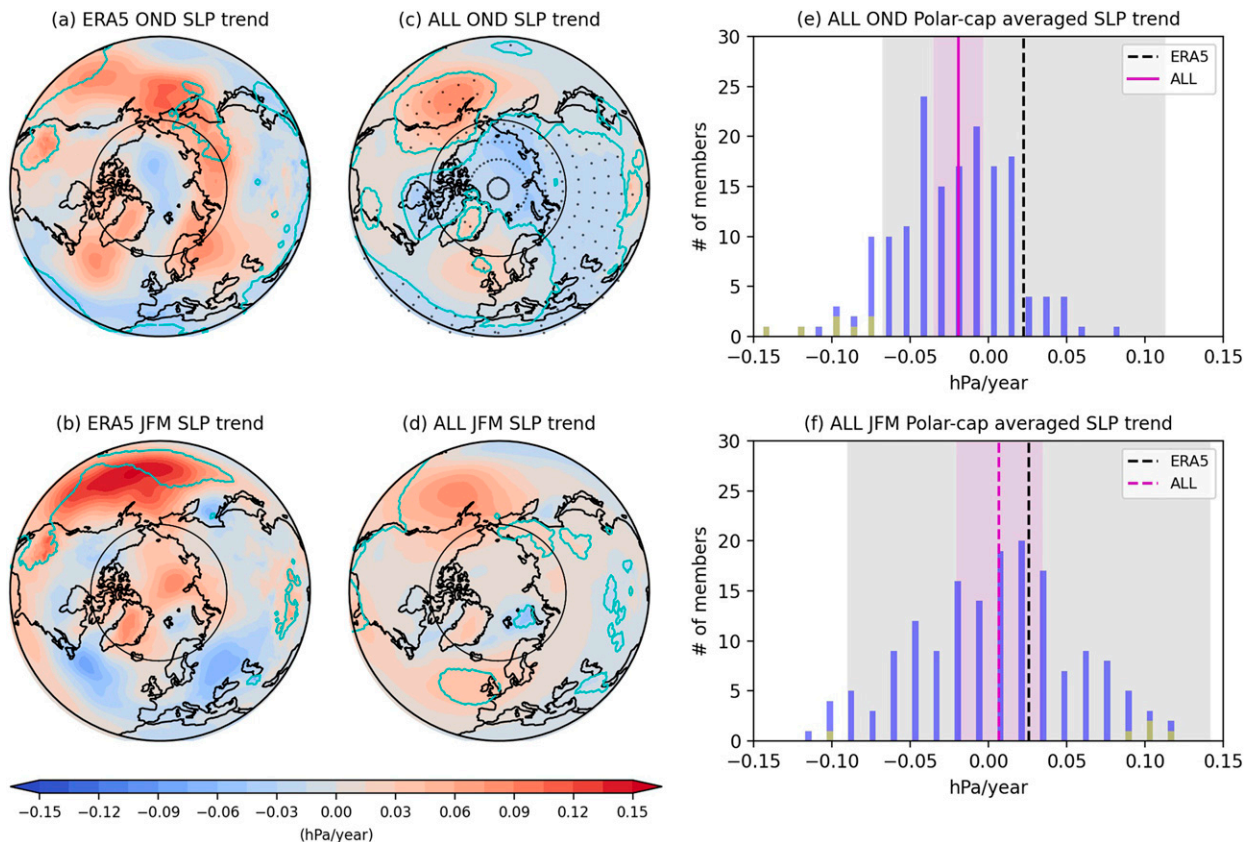 (a) ERA5 OND SLP trend
(c) ALL OND SLP trend
(e) ALL OND Polar-cap averaged SLP trend
30
25
20
15
10
5
0
# of members
ERA5
ALL
−0.15 −0.10 −0.05 0.00 0.05 0.10 0.15
hPa/year
(b) ERA5 JFM SLP trend
(d) ALL JFM SLP trend
(f) ALL JFM Polar-cap averaged SLP trend
30
25
20
15
10
5
0
# of members
ERA5
ALL
−0.15 −0.10 −0.05 0.00 0.05 0.10 0.15
hPa/year
−0.15 −0.12 −0.09 −0.06 −0.03 0.00 0.03 0.06 0.09 0.12 0.15
(hPa/year)